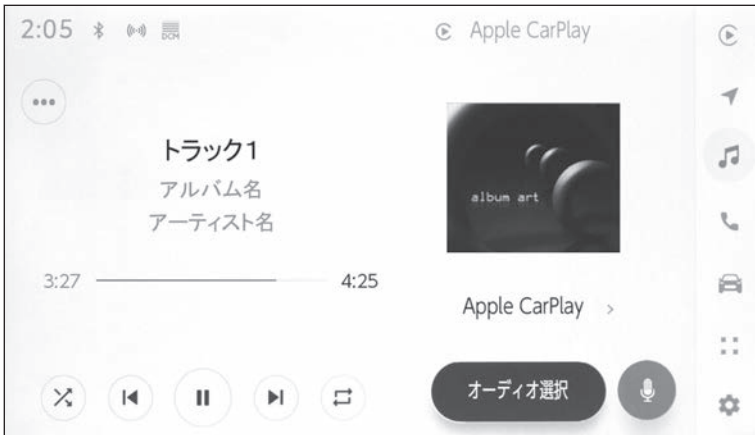 2:05
DCM
Apple CarPlay
トラック1
アルバム名
アーティスト名
album art
3:27
4:25
Apple CarPlay >
オーディオ選択